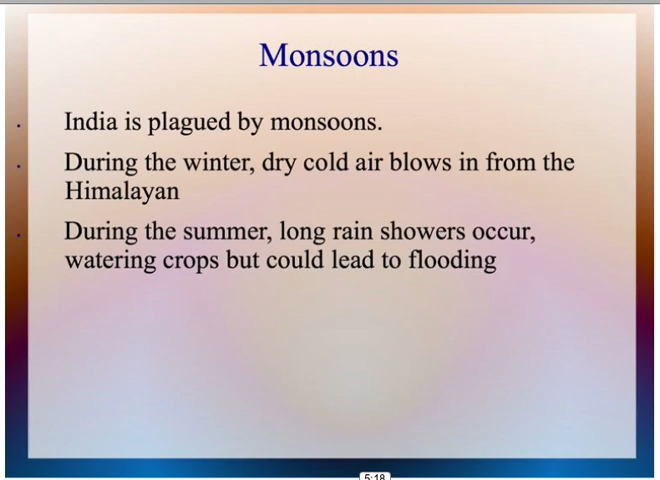 Monsoons
India is plagued by monsoons.
During the winter, dry cold air blows in from the
Himalayan
During the summer, long rain showers occur,
watering crops but could lead to flooding
5:18